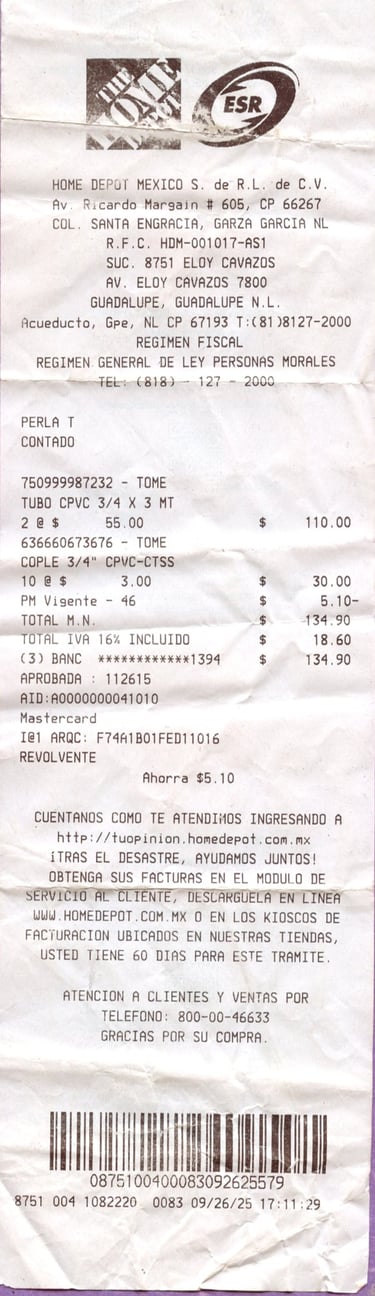 THE
HOME
DEPOT
ESR
HOME DEPOT MEXICO S. de R.L. de C.V.
Av. Ricardo Margain # 605, CP 66267
COL. SANTA ENGRACIA, GARZA GARCIA NL
R.F.C. HDM-001017-AS1
SUC. 8751 ELOY CAVAZOS
AV. ELOY CAVAZOS 7800
GUADALUPE, GUADALUPE N.L.
Acueducto, Gpe, NL CP 67193 T:(81)8127-2000
REGIMEN FISCAL
REGIMEN GENERAL DE LEY PERSONAS MORALES
TEL: (818) - 127 - 2000
PERLA T
CONTADO
750999987232 - TOME
TUBO CPVC 3/4 X 3 MT
2 @ $ 55.00 $ 110.00
636660673676 - TOME
COPLE 3/4" CPVC-CTSS
10 @ $ 3.00 $ 30.00
PM Vigente - 46 $ 5.10-
TOTAL M.N. $ 134.90
TOTAL IVA 16% INCLUIDO $ 18.60
(3) BANC ************1394 $ 134.90
APROBADA : 112615
AID:A0000000041010
Mastercard
I@1 ARQC: F74A1B01FED11016
REVOLVENTE
Ahorra $5.10
CUENTANOS COMO TE ATENDIMOS INGRESANDO A
http://tuopinion.homedepot.com.mx
¡TRAS EL DESASTRE, AYUDAMOS JUNTOS!
OBTENGA SUS FACTURAS EN EL MODULO DE
SERVICIO AL CLIENTE, DESCARGUELA EN LINEA
WWW.HOMEDEPOT.COM.MX O EN LOS KIOSCOS DE
FACTURACION UBICADOS EN NUESTRAS TIENDAS,
USTED TIENE 60 DIAS PARA ESTE TRAMITE.
ATENCION A CLIENTES Y VENTAS POR
TELEFONO: 800-00-46633
GRACIAS POR SU COMPRA.
0875100400083092625579
8751 004 1082220 0083 09/26/25 17:11:29